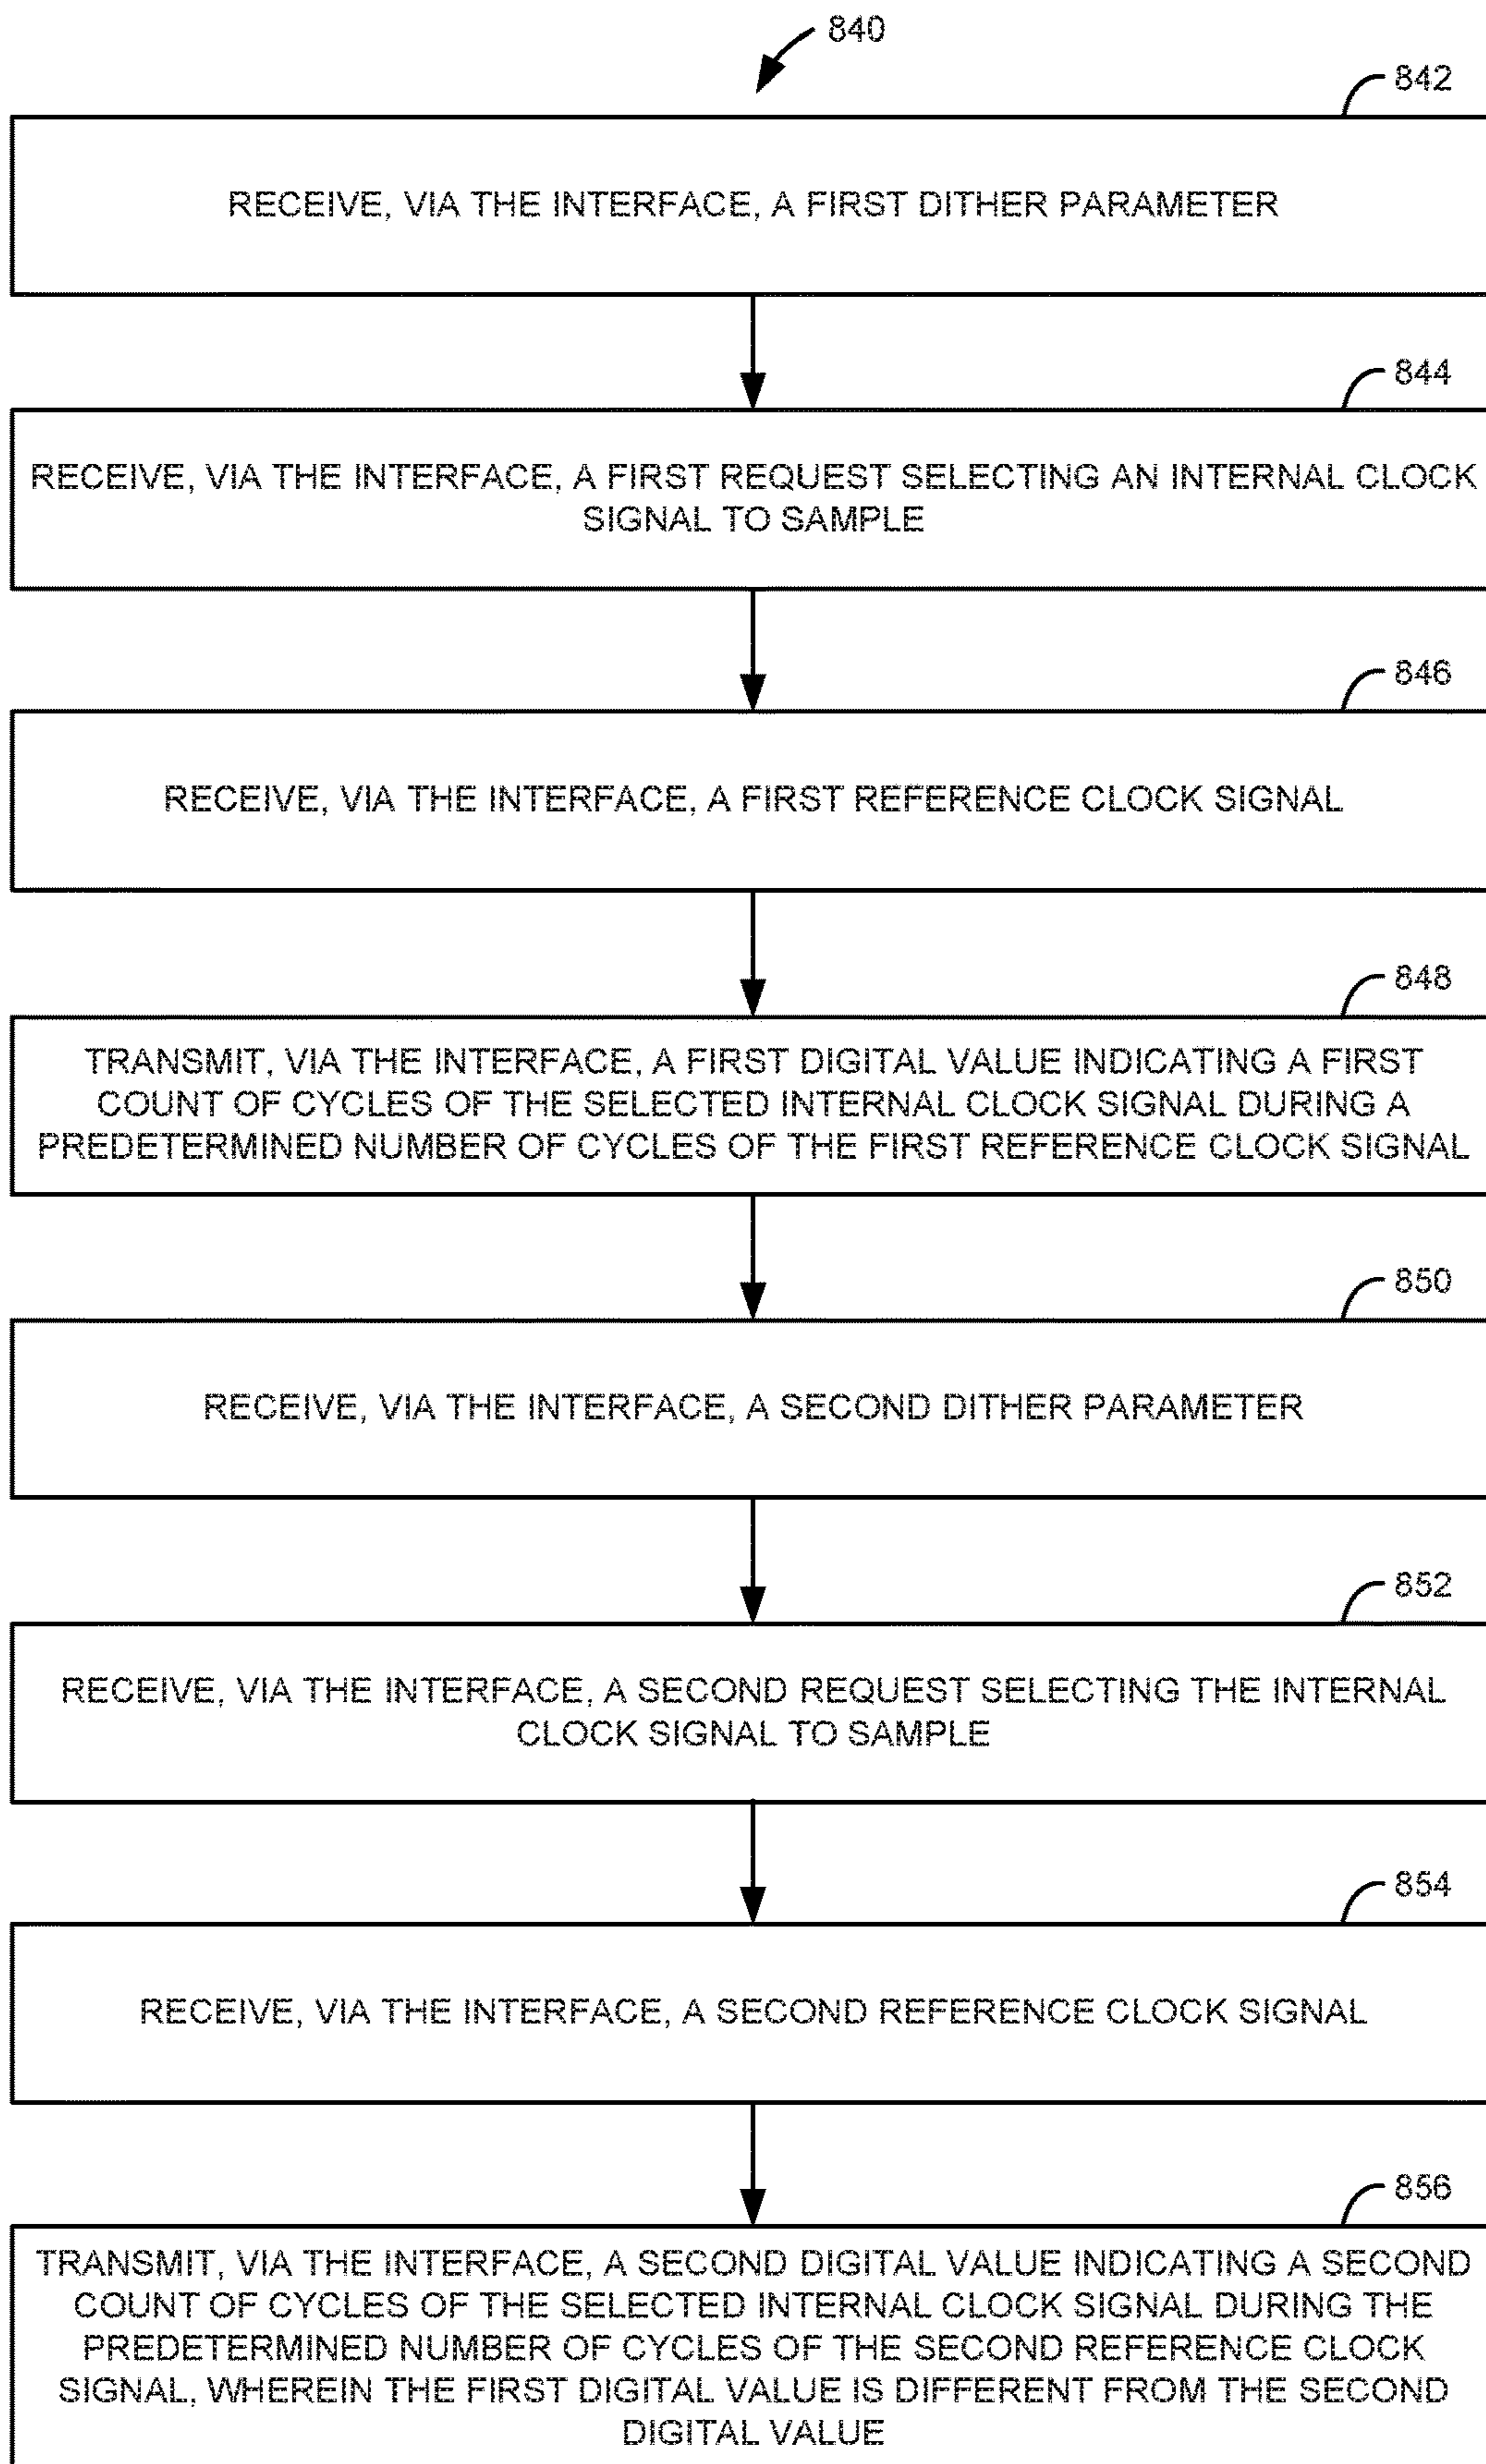 840
842
RECEIVE, VIA THE INTERFACE, A FIRST DITHER PARAMETER
844
RECEIVE, VIA THE INTERFACE, A FIRST REQUEST SELECTING AN INTERNAL CLOCK
SIGNAL TO SAMPLE
846
RECEIVE, VIA THE INTERFACE, A FIRST REFERENCE CLOCK SIGNAL
848
TRANSMIT, VIA THE INTERFACE, A FIRST DIGITAL VALUE INDICATING A FIRST
COUNT OF CYCLES OF THE SELECTED INTERNAL CLOCK SIGNAL DURING A
PREDETERMINED NUMBER OF CYCLES OF THE FIRST REFERENCE CLOCK SIGNAL
850
RECEIVE, VIA THE INTERFACE, A SECOND DITHER PARAMETER
852
RECEIVE, VIA THE INTERFACE, A SECOND REQUEST SELECTING THE INTERNAL
CLOCK SIGNAL TO SAMPLE
854
RECEIVE, VIA THE INTERFACE, A SECOND REFERENCE CLOCK SIGNAL
856
TRANSMIT, VIA THE INTERFACE, A SECOND DIGITAL VALUE INDICATING A SECOND
COUNT OF CYCLES OF THE SELECTED INTERNAL CLOCK SIGNAL DURING THE
PREDETERMINED NUMBER OF CYCLES OF THE SECOND REFERENCE CLOCK
SIGNAL, WHEREIN THE FIRST DIGITAL VALUE IS DIFFERENT FROM THE SECOND
DIGITAL VALUE